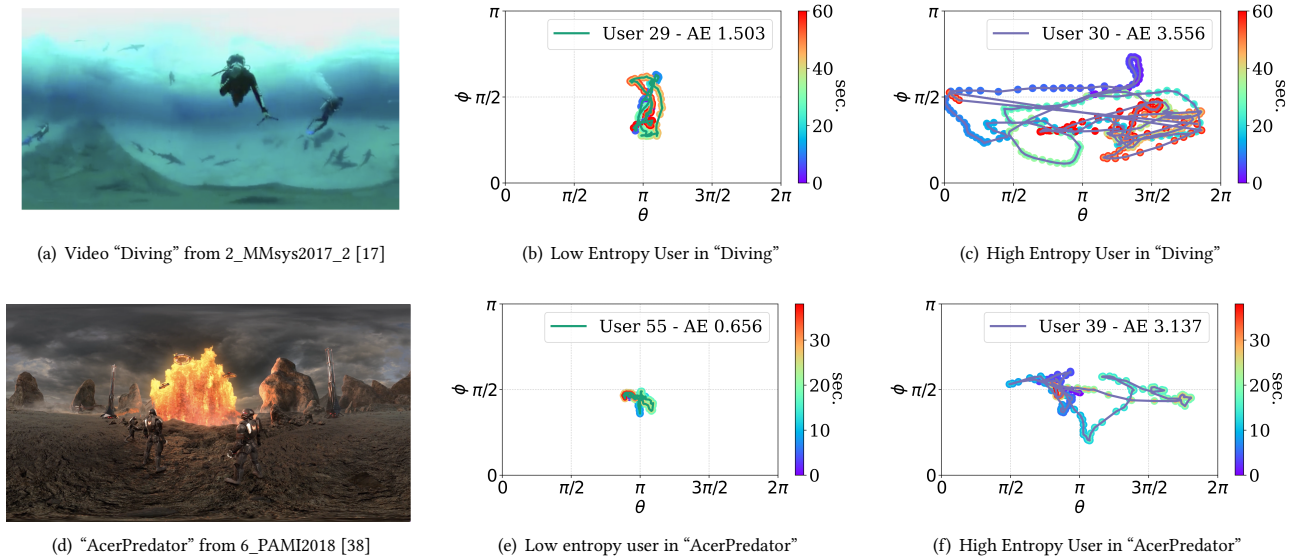 User 29 - AE 1.503
π
ϕ π/2
0
0 π/2 π 3π/2 2π
θ
60
40
20
0
sec.
User 30 - AE 3.556
π
ϕ π/2
0
0 π/2 π 3π/2 2π
θ
60
40
20
0
sec.
(a) Video “Diving” from 2_MMsys2017_2 [17]
(b) Low Entropy User in “Diving”
(c) High Entropy User in “Diving”
User 55 - AE 0.656
π
ϕ π/2
0
0 π/2 π 3π/2 2π
θ
30
20
10
0
sec.
User 39 - AE 3.137
π
ϕ π/2
0
0 π/2 π 3π/2 2π
θ
30
20
10
0
sec.
(d) “AcerPredator” from 6_PAMI2018 [38]
(e) Low entropy user in “AcerPredator”
(f) High Entropy User in “AcerPredator”